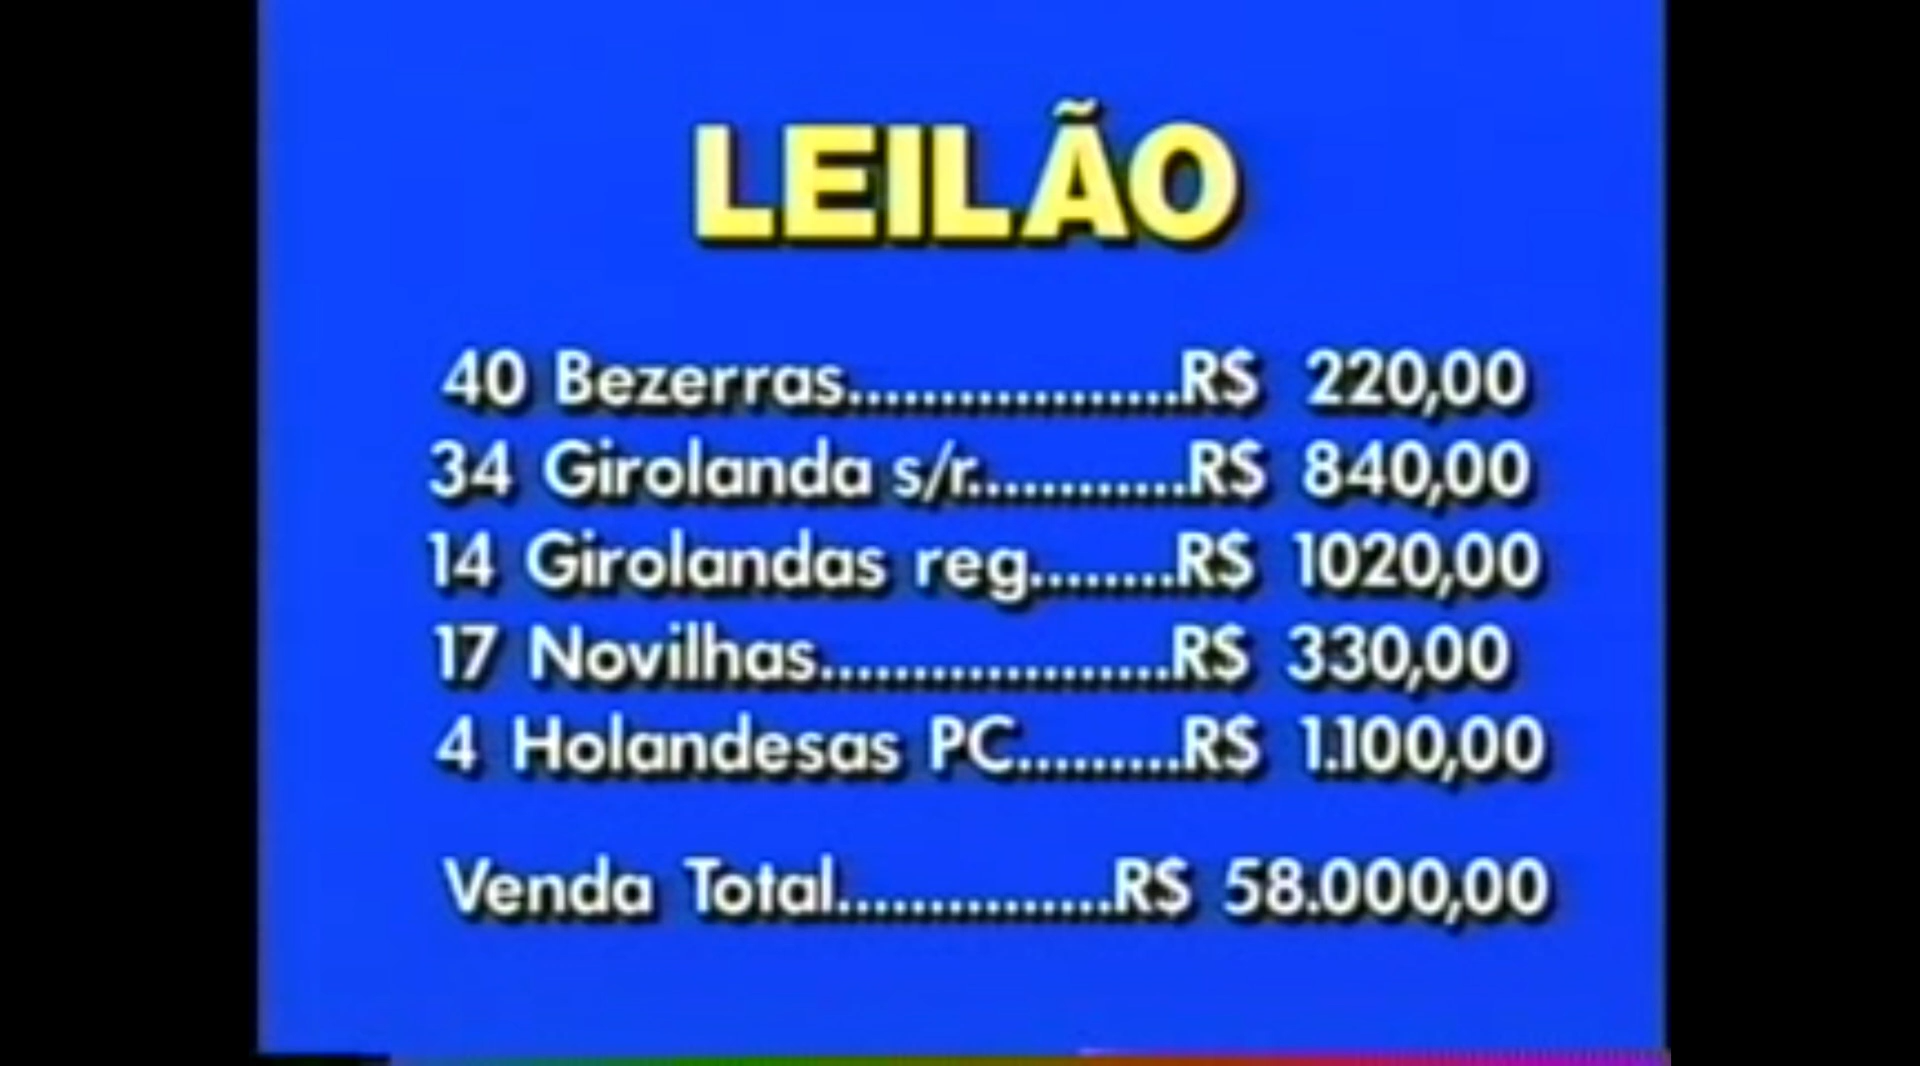 LEILÃO
40 Bezerras..................R$ 220,00
34 Girolanda s/r............R$ 840,00
14 Girolandas reg........R$ 1020,00
17 Novilhas...................R$ 330,00
4 Holandesas PC.........R$ 1.100,00
Venda Total...............R$ 58.000,00